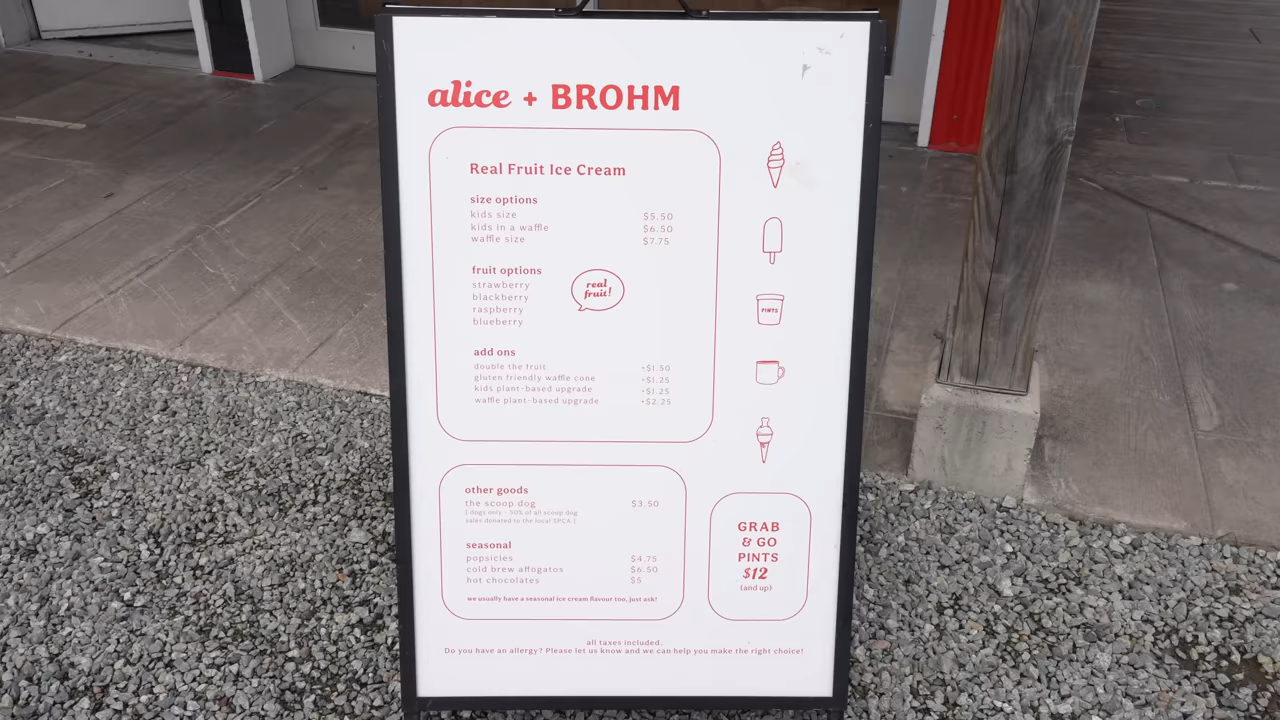 alice + BROHM
Real Fruit Ice Cream
size options
kids size $5.50
kids in a waffle $6.50
waffle size $7.75
fruit options
strawberry
blackberry
raspberry
blueberry
real
fruit!
add ons
double the fruit +$1.50
gluten friendly waffle cone +$1.25
kids plant-based upgrade +$1.25
waffle plant-based upgrade +$2.25
PINTS
other goods
the scoop dog $3.50
( dogs only - 50% of all scoop dog
sales donated to the local SPCA )
seasonal
popsicles $4.75
cold brew affogatos $6.50
hot chocolates $5
we usually have a seasonal ice cream flavour too, just ask!
GRAB
& GO
PINTS
$12
(and up)
all taxes included.
Do you have an allergy? Please let us know and we can help you make the right choice!